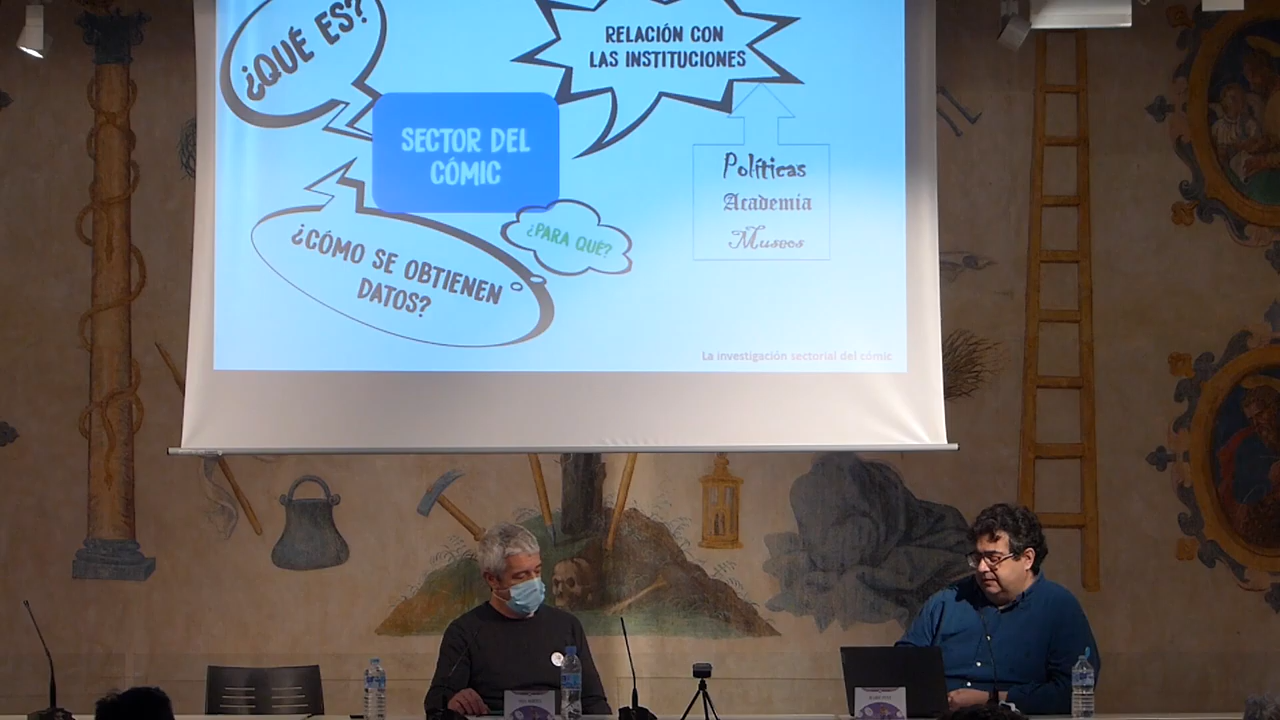 ¿QUÉ ES?
RELACIÓN CON
LAS INSTITUCIONES
SECTOR DEL
CÓMIC
Políticas
Academia
Museos
¿PARA QUÉ?
¿CÓMO SE OBTIENEN
DATOS?
La investigación sectorial del cómic